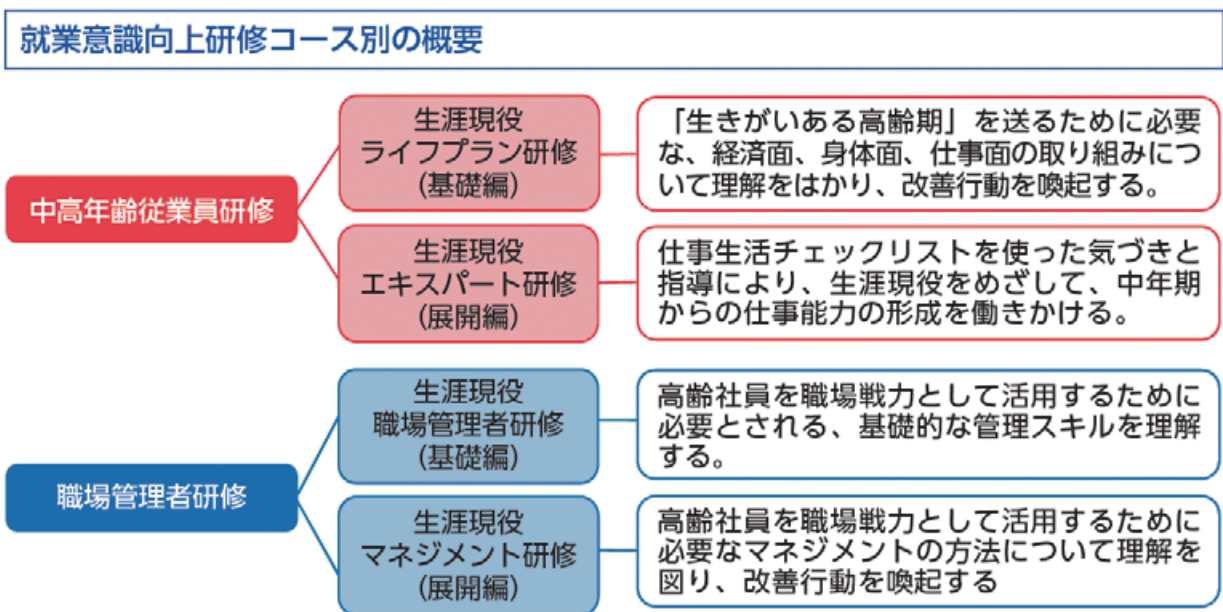 就業意識向上研修コース別の概要
中高年齢従業員研修
生涯現役
ライフプラン研修
(基礎編)
「生きがいある高齢期」を送るために必要
な、経済面、身体面、仕事面の取り組みにつ
いて理解をはかり、改善行動を喚起する。
生涯現役
エキスパート研修
(展開編)
仕事生活チェックリストを使った気づきと
指導により、生涯現役をめざして、中年期
からの仕事能力の形成を働きかける。
職場管理者研修
生涯現役
職場管理者研修
(基礎編)
高齢社員を職場戦力として活用するために
必要とされる、基礎的な管理スキルを理解
する。
生涯現役
マネジメント研修
(展開編)
高齢社員を職場戦力として活用するために
必要なマネジメントの方法について理解を
図り、改善行動を喚起する